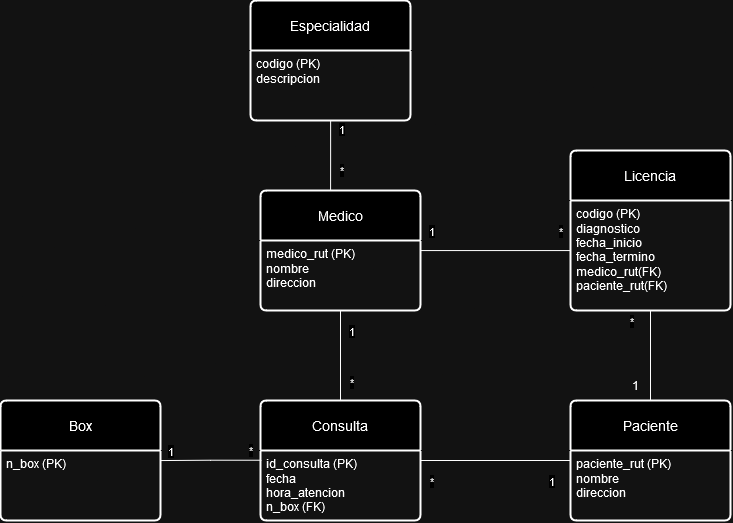 Especialidad
codigo (PK)
descripcion
1
*
Licencia
codigo (PK)
diagnostico
fecha_inicio
fecha_termino
medico_rut(FK)
paciente_rut(FK)
Medico
medico_rut (PK)
nombre
direccion
1
*
1
*
*
1
Box
n_box (PK)
1
*
Consulta
id_consulta (PK)
fecha
hora_atencion
n_box (FK)
*
1
Paciente
paciente_rut (PK)
nombre
direccion